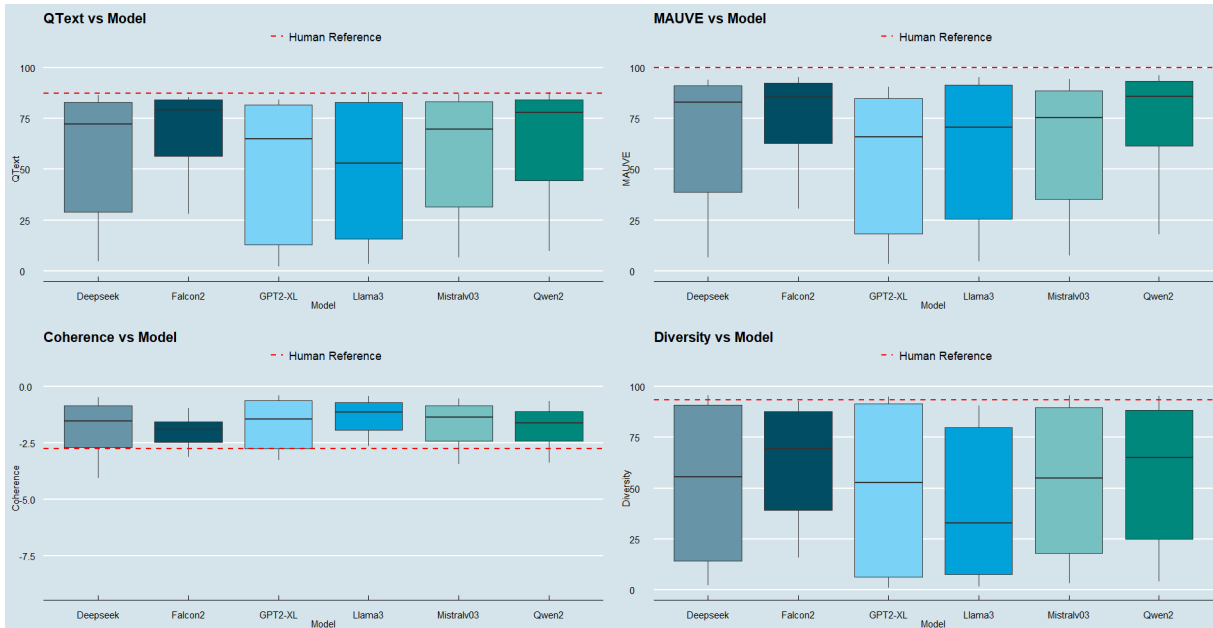 QText vs Model
Human Reference
QText
100
75
50
25
0
Deepseek Falcon2 GPT2-XL Llama3 Mistralv03 Qwen2
Model
MAUVE vs Model
Human Reference
MAUVE
100
75
50
25
0
Deepseek Falcon2 GPT2-XL Llama3 Mistralv03 Qwen2
Model
Coherence vs Model
Human Reference
Coherence
0.0
-2.5
-5.0
-7.5
Deepseek Falcon2 GPT2-XL Llama3 Mistralv03 Qwen2
Model
Diversity vs Model
Human Reference
Diversity
100
75
50
25
0
Deepseek Falcon2 GPT2-XL Llama3 Mistralv03 Qwen2
Model